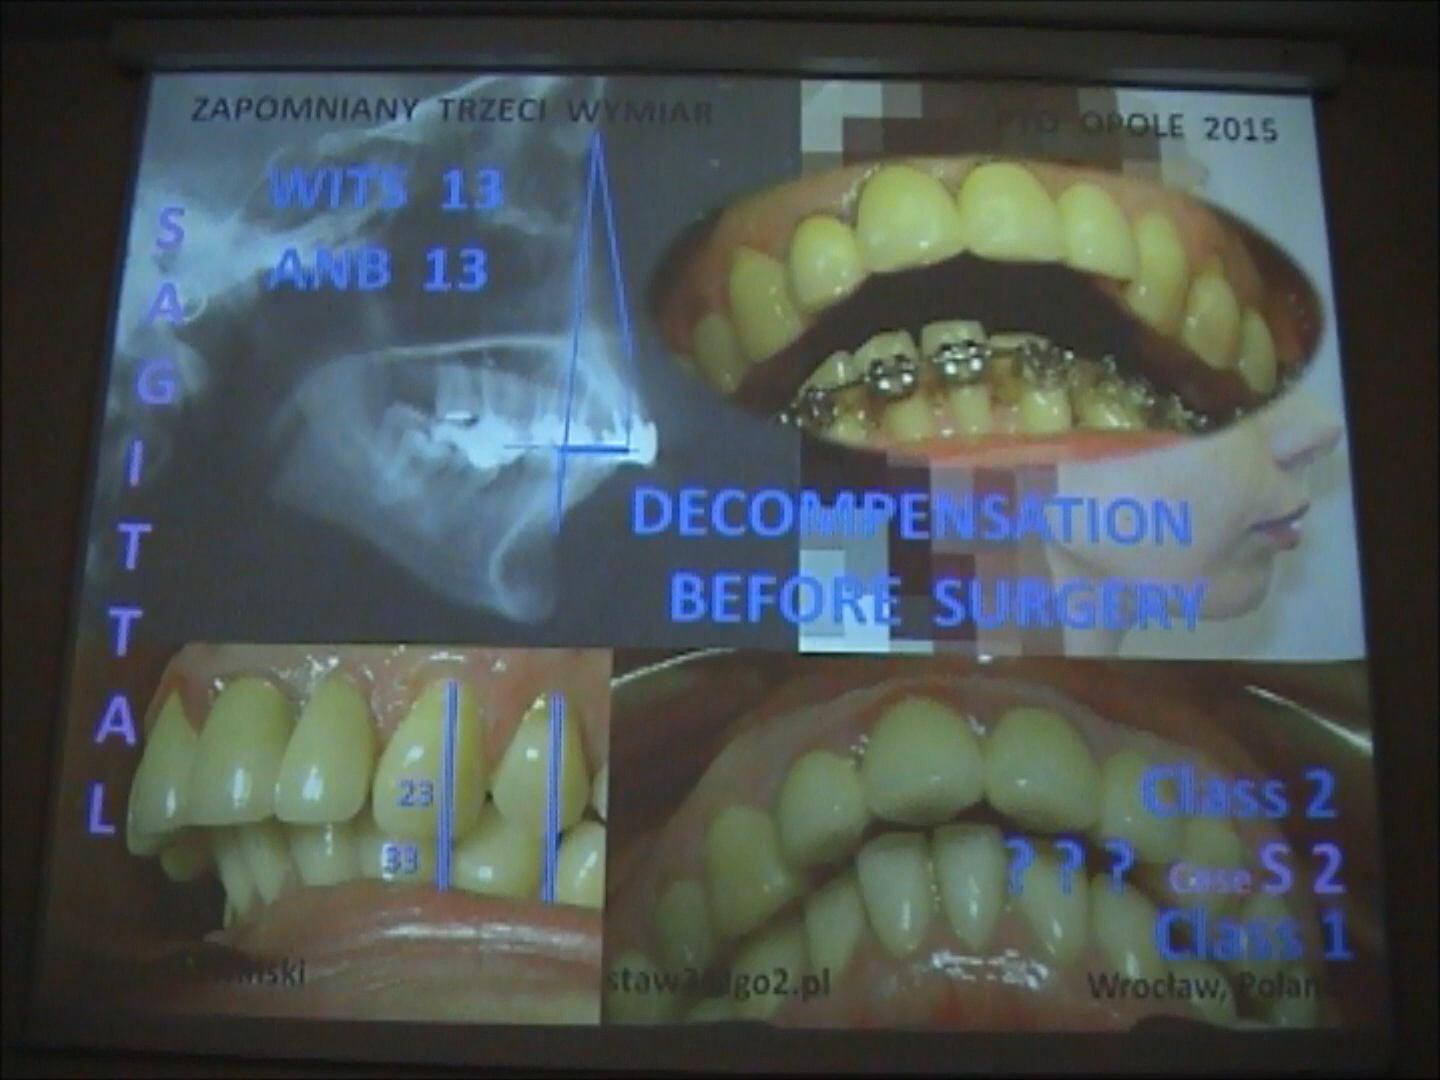 ZAPOMNIANY TRZECI WYMIAR
PTO OPOLE 2015
WITS 13
ANB 13
SAGITTAL
DECOMPENSATION
BEFORE SURGERY
23
33
Class 2
??? Case S 2
Class 1
Wrocław,